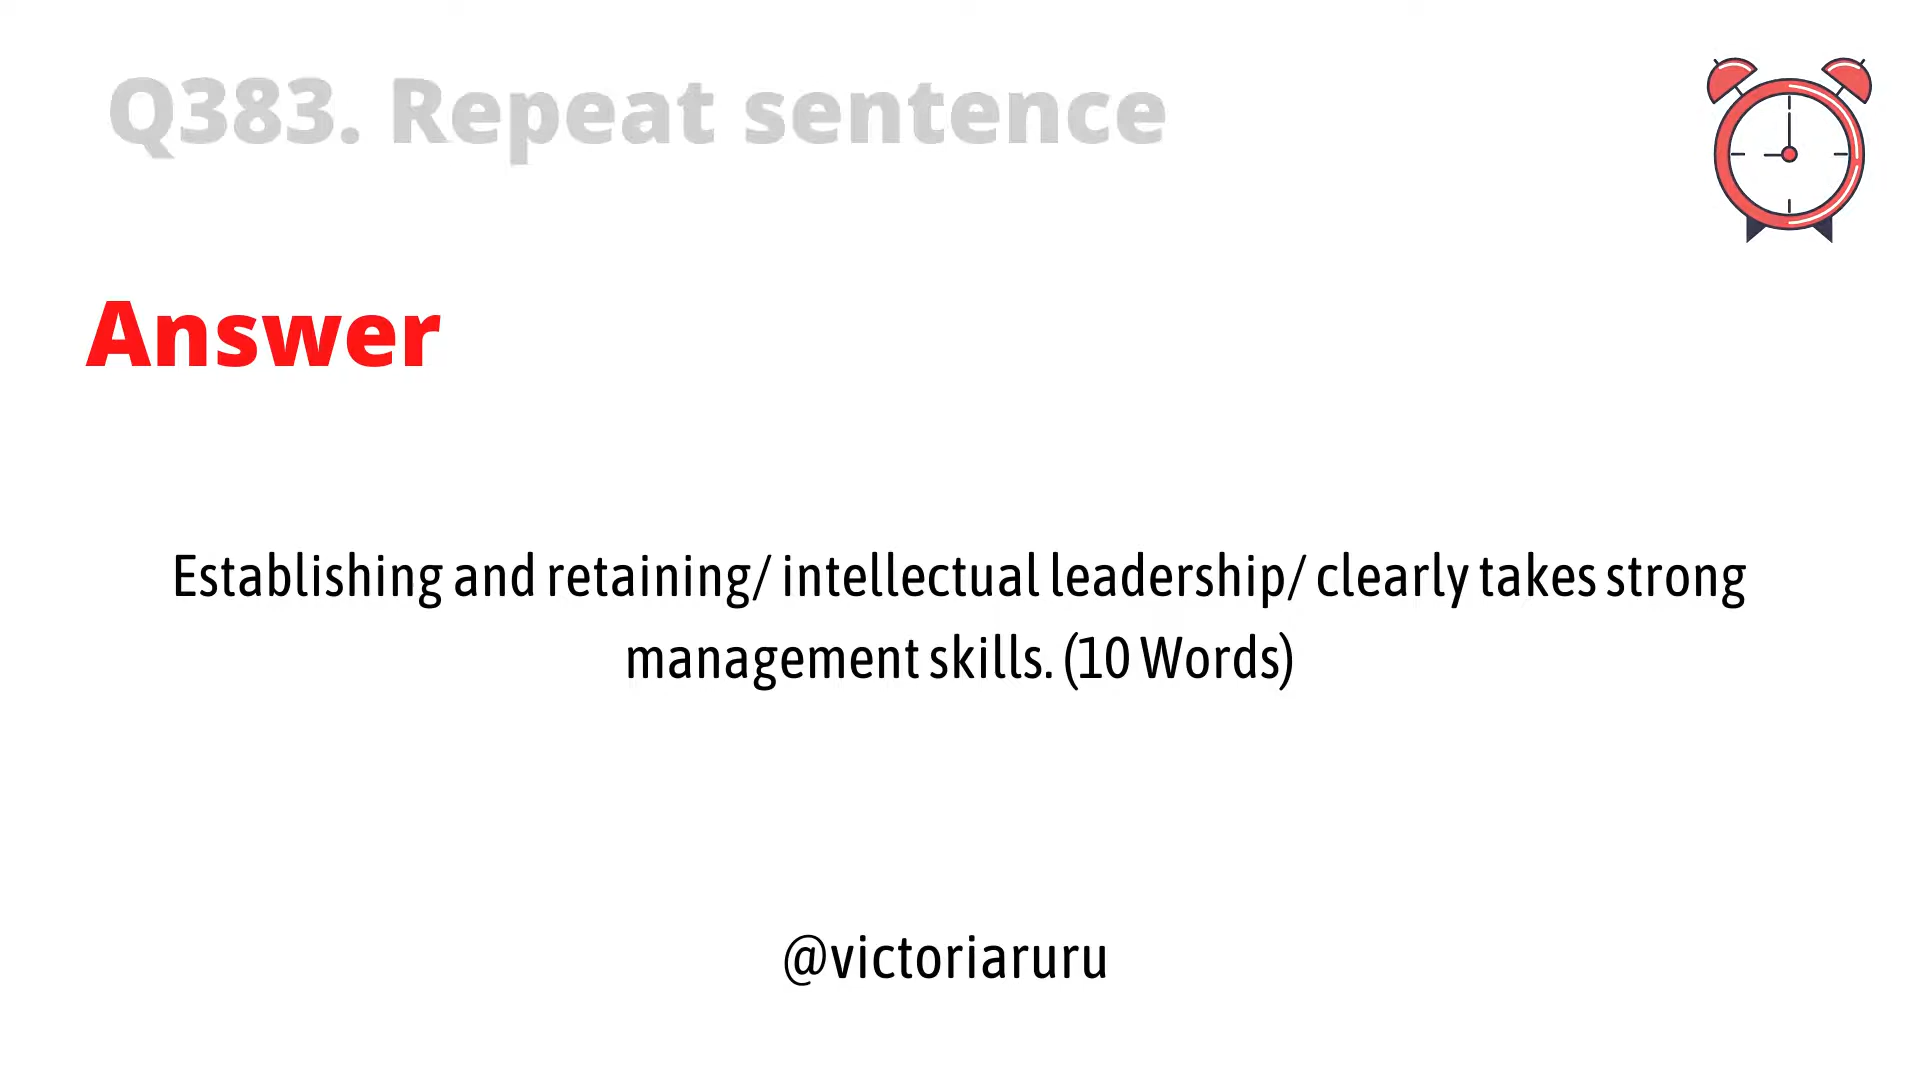 Q383. Repeat sentence
Answer
Establishing and retaining/ intellectual leadership/ clearly takes strong
management skills. (10 Words)
@victoriaruru